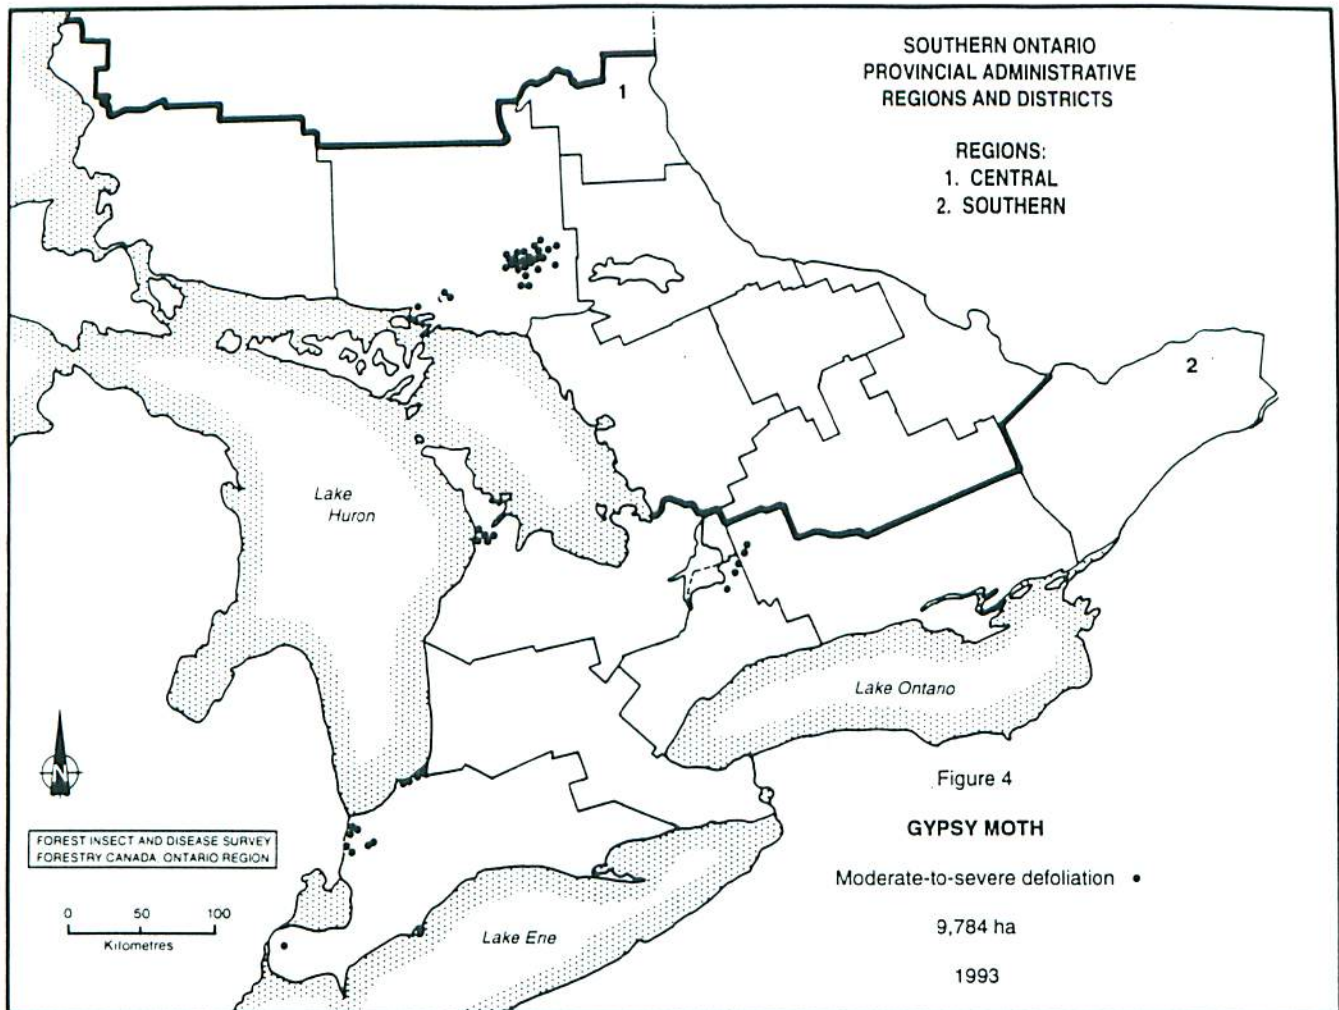 SOUTHERN ONTARIO
PROVINCIAL ADMINISTRATIVE
REGIONS AND DISTRICTS
REGIONS:
1. CENTRAL
2. SOUTHERN
1
2
Lake
Huron
Lake Ontario
Lake Erie
N
FOREST INSECT AND DISEASE SURVEY
FORESTRY CANADA ONTARIO REGION
0 50 100
Kilometres
Figure 4
GYPSY MOTH
Moderate-to-severe defoliation •
9,784 ha
1993